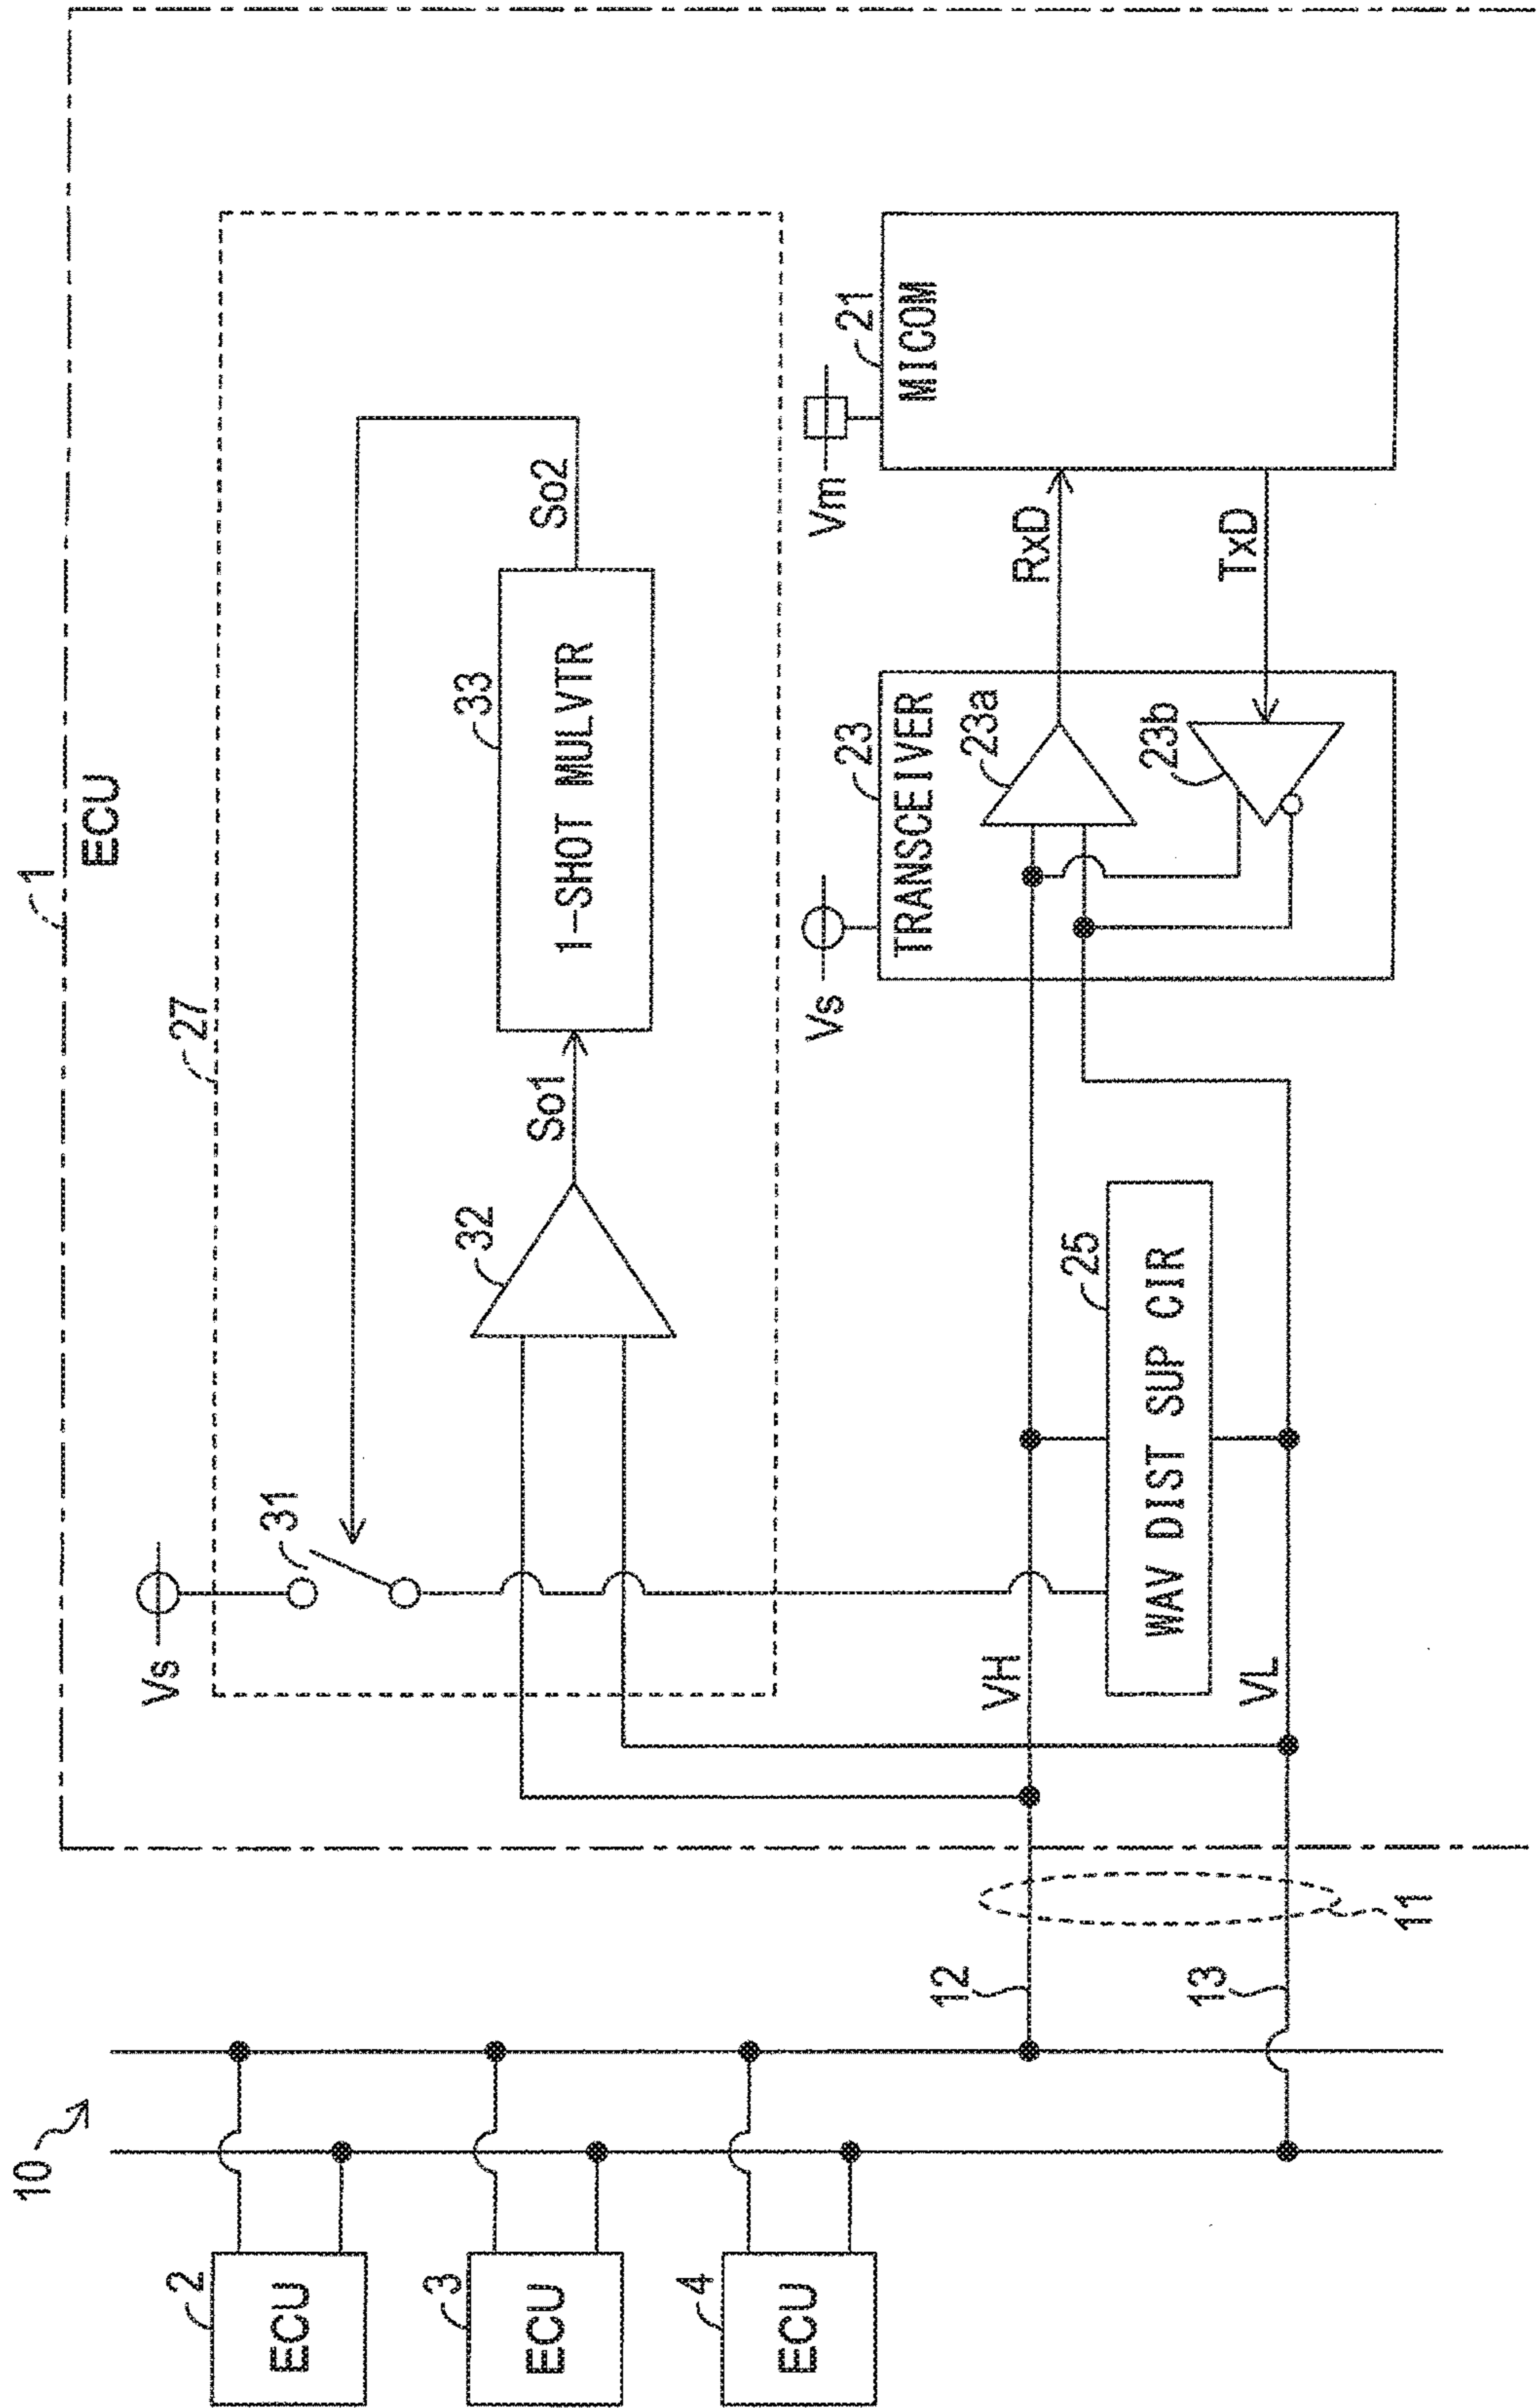 10
2
ECU
3
ECU
4
ECU
12
13
11
1
ECU
27
Vs
31
32
So1
33
1-SHOT MULVTR
So2
VH
VL
25
WAV DIST SUP CIR
Vs
23
TRANSCEIVER
23a
23b
RxD
TxD
Vm
21
MICOM